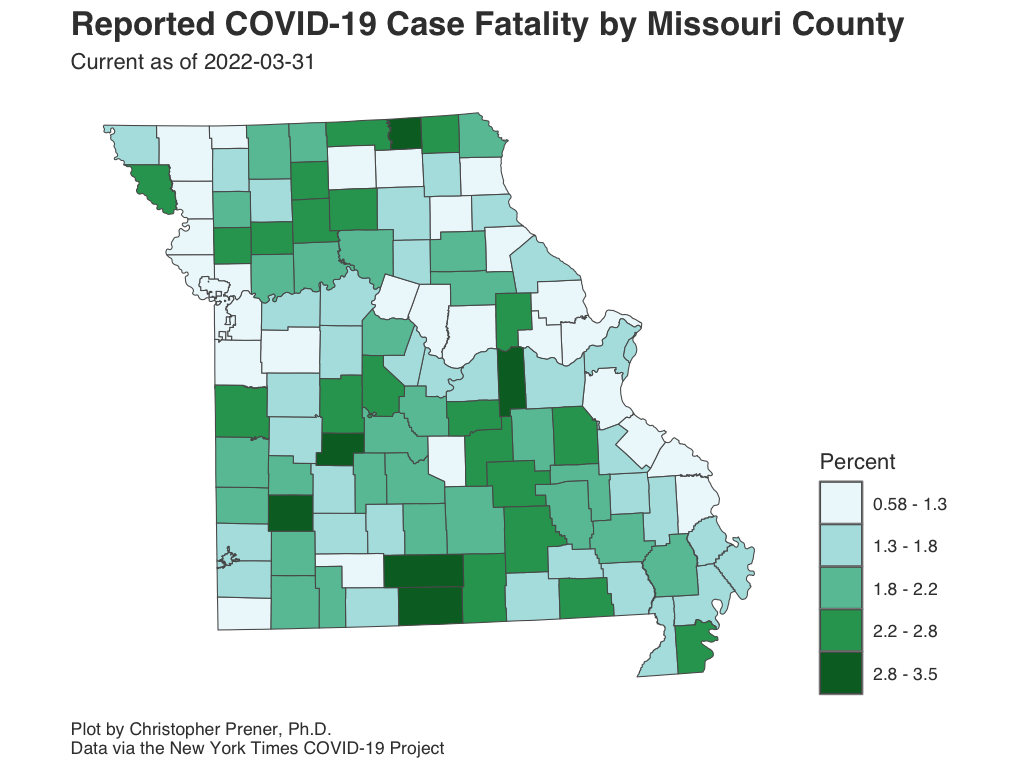 Reported COVID-19 Case Fatality by Missouri County
Current as of 2022-03-31
Percent
0.58 - 1.3
1.3 - 1.8
1.8 - 2.2
2.2 - 2.8
2.8 - 3.5
Plot by Christopher Prener, Ph.D.
Data via the New York Times COVID-19 Project